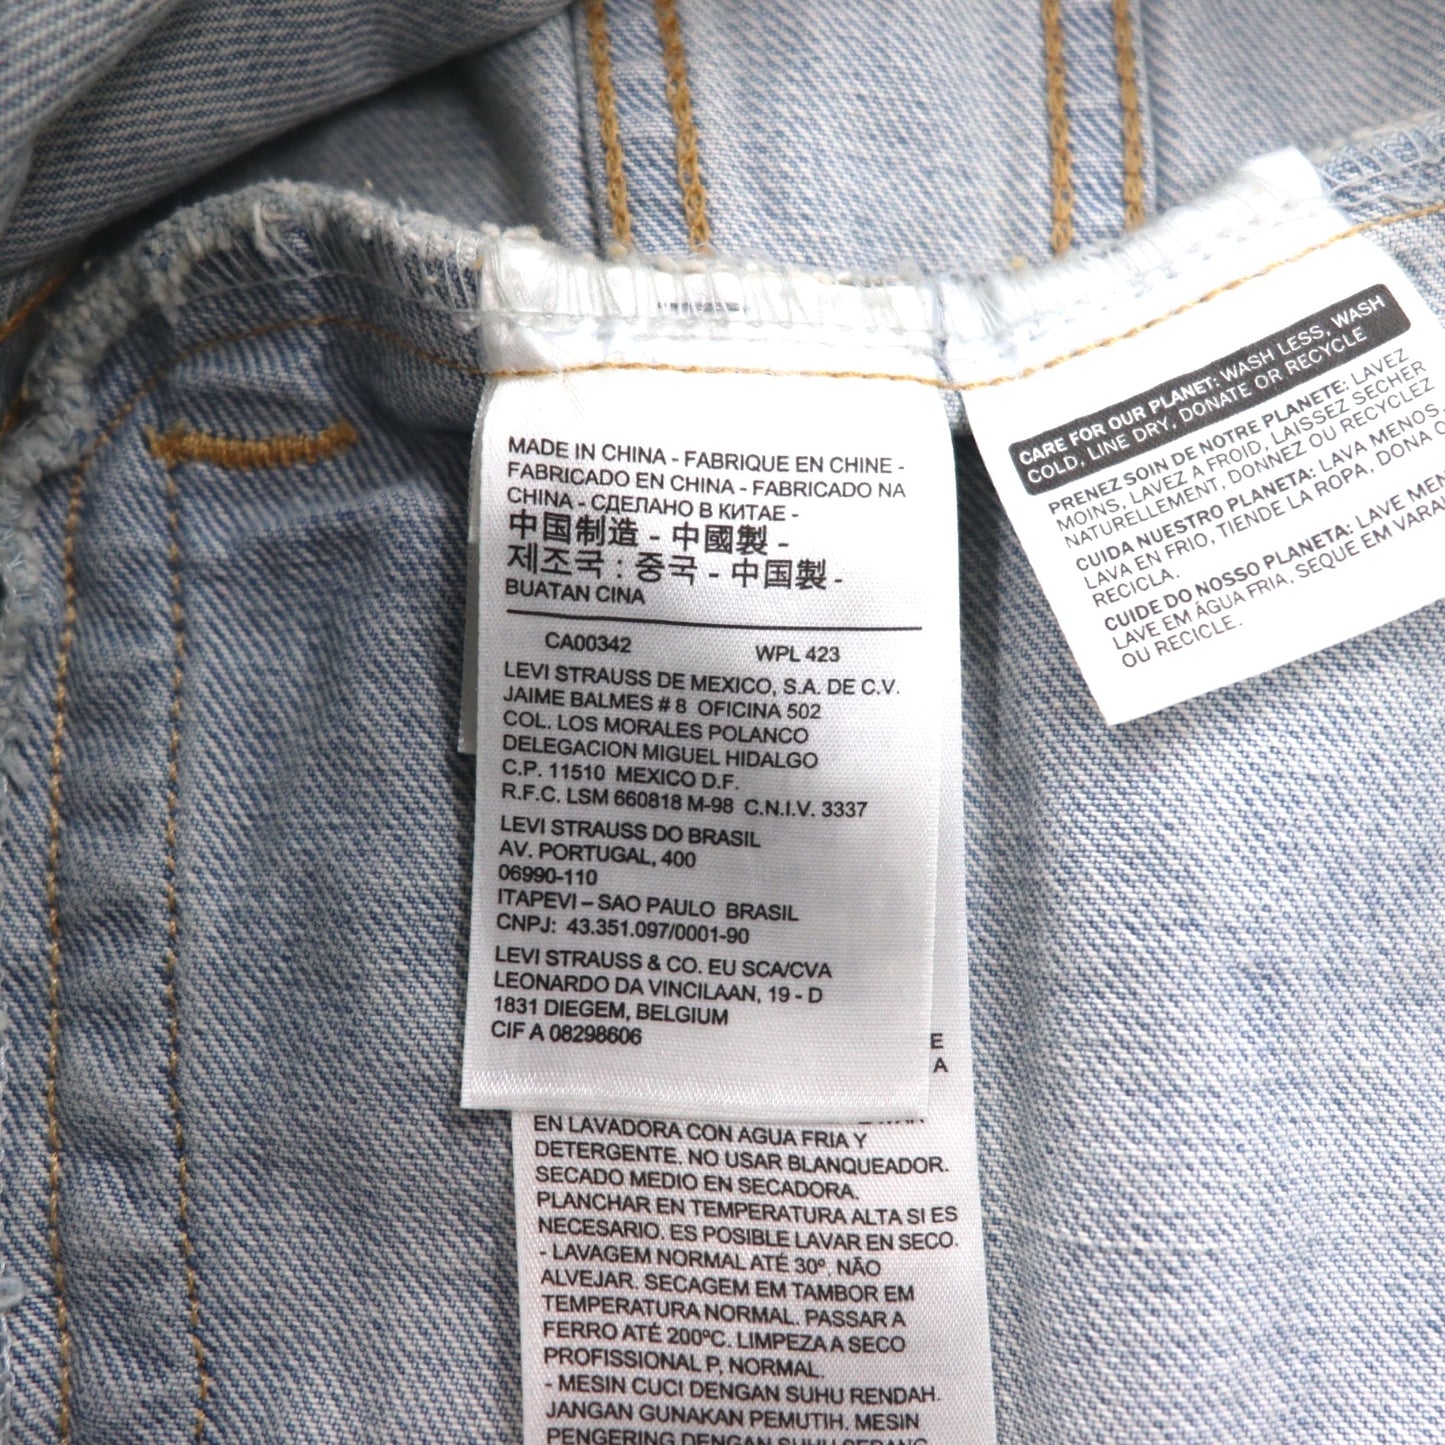 MADE IN CHINA - FABRIQUE EN CHINE -
FABRICADO EN CHINA - FABRICADO NA
CHINA - СДЕЛАНО В КИТАЕ -
中国制造 - 中國製 -
제조국 : 중국 - 中国製 -
BUATAN CINA
CA00342 WPL 423
LEVI STRAUSS DE MEXICO, S.A. DE C.V.
JAIME BALMES # 8 OFICINA 502
COL. LOS MORALES POLANCO
DELEGACION MIGUEL HIDALGO
C.P. 11510 MEXICO D.F.
R.F.C. LSM 660818 M-98 C.N.I.V. 3337
LEVI STRAUSS DO BRASIL
AV. PORTUGAL, 400
06990-110
ITAPEVI – SAO PAULO BRASIL
CNPJ: 43.351.097/0001-90
LEVI STRAUSS & CO. EU SCA/CVA
LEONARDO DA VINCILAAN, 19 - D
1831 DIEGEM, BELGIUM
CIF A 08298606
E
A
EN LAVADORA CON AGUA FRIA Y
DETERGENTE. NO USAR BLANQUEADOR.
SECADO MEDIO EN SECADORA.
PLANCHAR EN TEMPERATURA ALTA SI ES
NECESARIO. ES POSIBLE LAVAR EN SECO.
- LAVAGEM NORMAL ATÉ 30º, NÃO
ALVEJAR. SECAGEM EM TAMBOR EM
TEMPERATURA NORMAL. PASSAR A
FERRO ATÉ 200ºC. LIMPEZA A SECO
PROFISSIONAL P, NORMAL.
- MESIN CUCI DENGAN SUHU RENDAH.
JANGAN GUNAKAN PEMUTIH. MESIN
PENGERING DENGAN SUHU SEDANG
CARE FOR OUR PLANET: WASH LESS, WASH
COLD, LINE DRY, DONATE OR RECYCLE
PRENEZ SOIN DE NOTRE PLANETE: LAVEZ
MOINS, LAVEZ A FROID, LAISSEZ SECHER
NATURELLEMENT, DONNEZ OU RECYCLEZ
CUIDA NUESTRO PLANETA: LAVA MENOS,
LAVA EN FRIO, TIENDE LA ROPA, DONA O
RECICLA.
CUIDE DO NOSSO PLANETA: LAVE MEN
LAVE EM ÁGUA FRIA, SEQUE EM VARA
OU RECICLE.